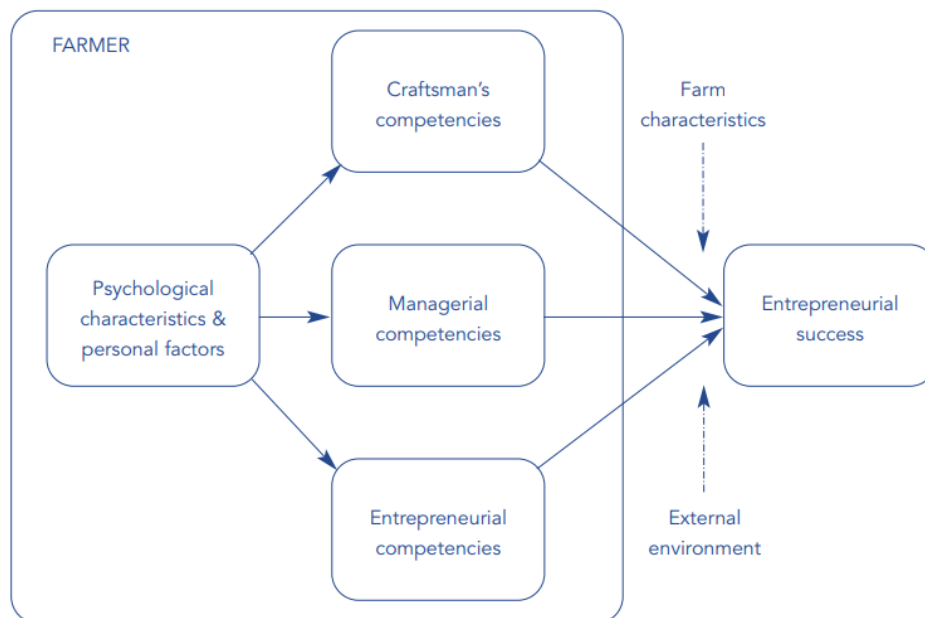 FARMER
Craftsman's
competencies
Farm
characteristics
Psychological
characteristics &
personal factors
Managerial
competencies
Entrepreneurial
success
Entrepreneurial
competencies
External
environment